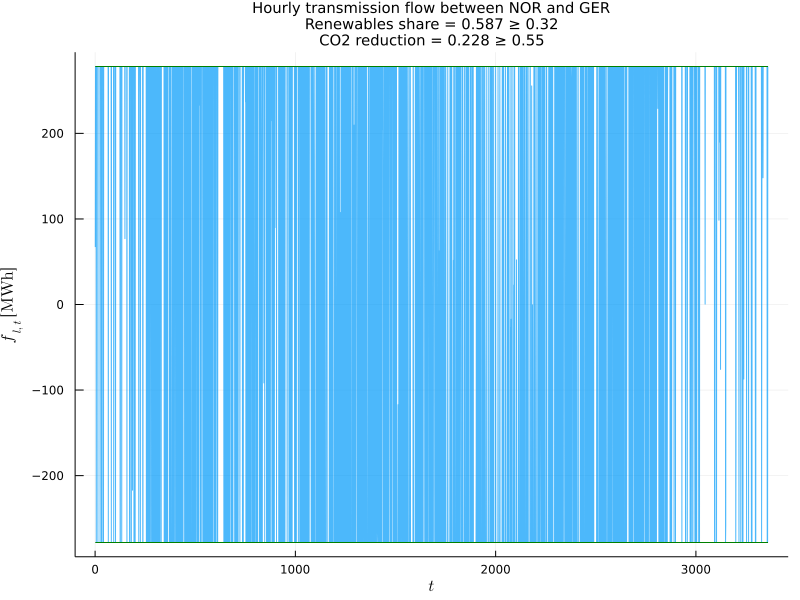 Hourly transmission flow between NOR and GER
Renewables share = 0.587 ≥ 0.32
CO2 reduction = 0.228 ≥ 0.55
200
100
0
−100
−200
f_{l,t} [MWh]
0 1000 2000 3000
t